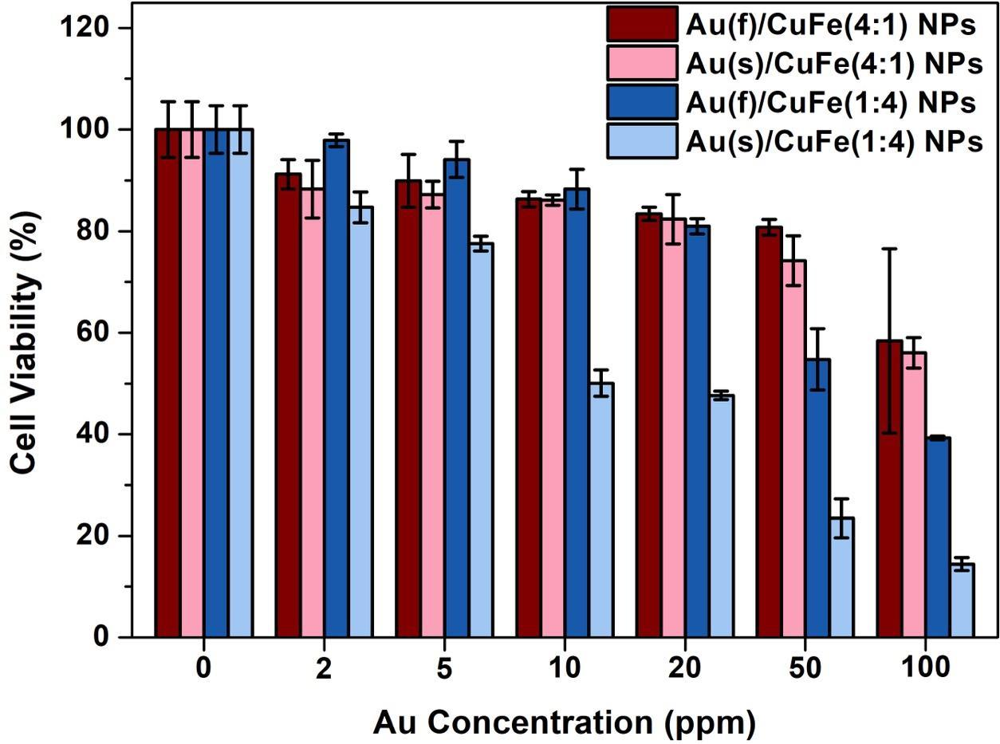 Au(f)/CuFe(4:1) NPs
Au(s)/CuFe(4:1) NPs
Au(f)/CuFe(1:4) NPs
Au(s)/CuFe(1:4) NPs
Cell Viability (%)
120
100
80
60
40
20
0
0 2 5 10 20 50 100
Au Concentration (ppm)